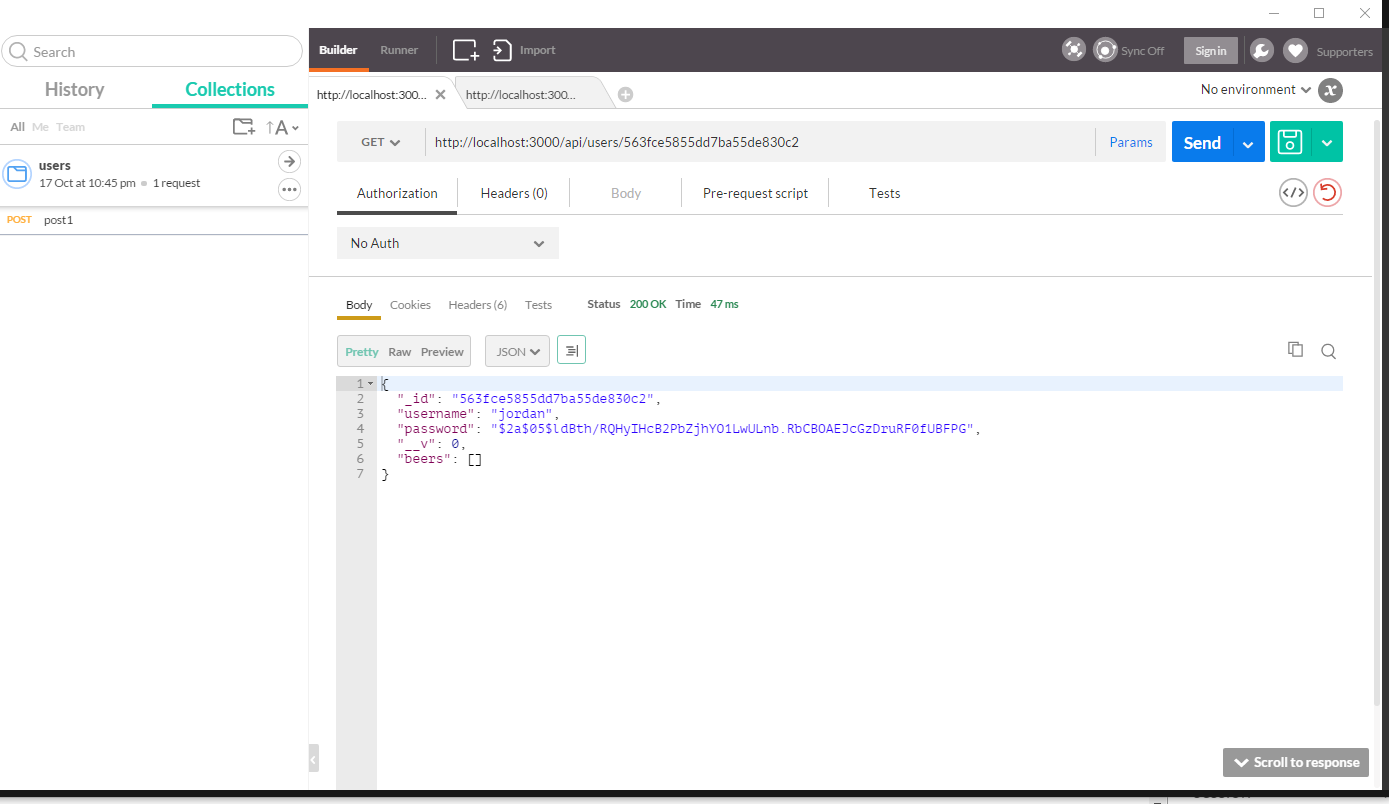 Search
History Collections
All Me Team
A
users
17 Oct at 10:45 pm 1 request
POST post1
Builder Runner Import Sync Off Sign in Supporters
http://localhost:300... http://localhost:300... No environment
GET http://localhost:3000/api/users/563fce5855dd7ba55de830c2 Params Send
Authorization Headers (0) Body Pre-request script Tests
No Auth
Body Cookies Headers (6) Tests Status 200 OK Time 47 ms
Pretty Raw Preview JSON
1 {
2 "_id": "563fce5855dd7ba55de830c2",
3 "username": "jordan",
4 "password": "$2a$05$ldBth/RQHyIHcB2PbZjhYO1LwULnb.RbCBOAEJcGzDruRF0fUBFPG",
5 "__v": 0,
6 "beers": []
7 }
Scroll to response